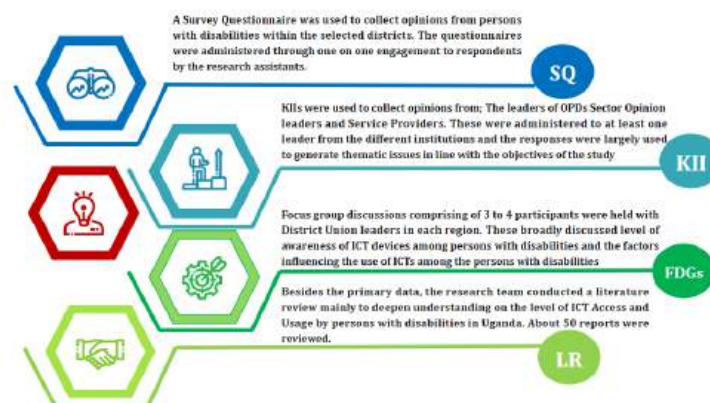 A Survey Questionnaire was used to collect opinions from persons
with disabilities within the selected districts. The questionnaires
were administered through one on one engagement to respondents
by the research assistants.
SQ
KIIs were used to collect opinions from; The leaders of OPDs Sector Opinion
leaders and Service Providers. These were administered to at least one
leader from the different institutions and the responses were largely used
to generate thematic issues in line with the objectives of the study
KII
Focus group discussions comprising of 3 to 4 participants were held with
District Union leaders in each region. These broadly discussed level of
awareness of ICT devices among persons with disabilities and the factors
influencing the use of ICTs among the persons with disabilities
FDGs
Besides the primary data, the research team conducted a literature
review mainly to deepen understanding on the level of ICT Access and
Usage by persons with disabilities in Uganda. About 50 reports were
reviewed.
LR